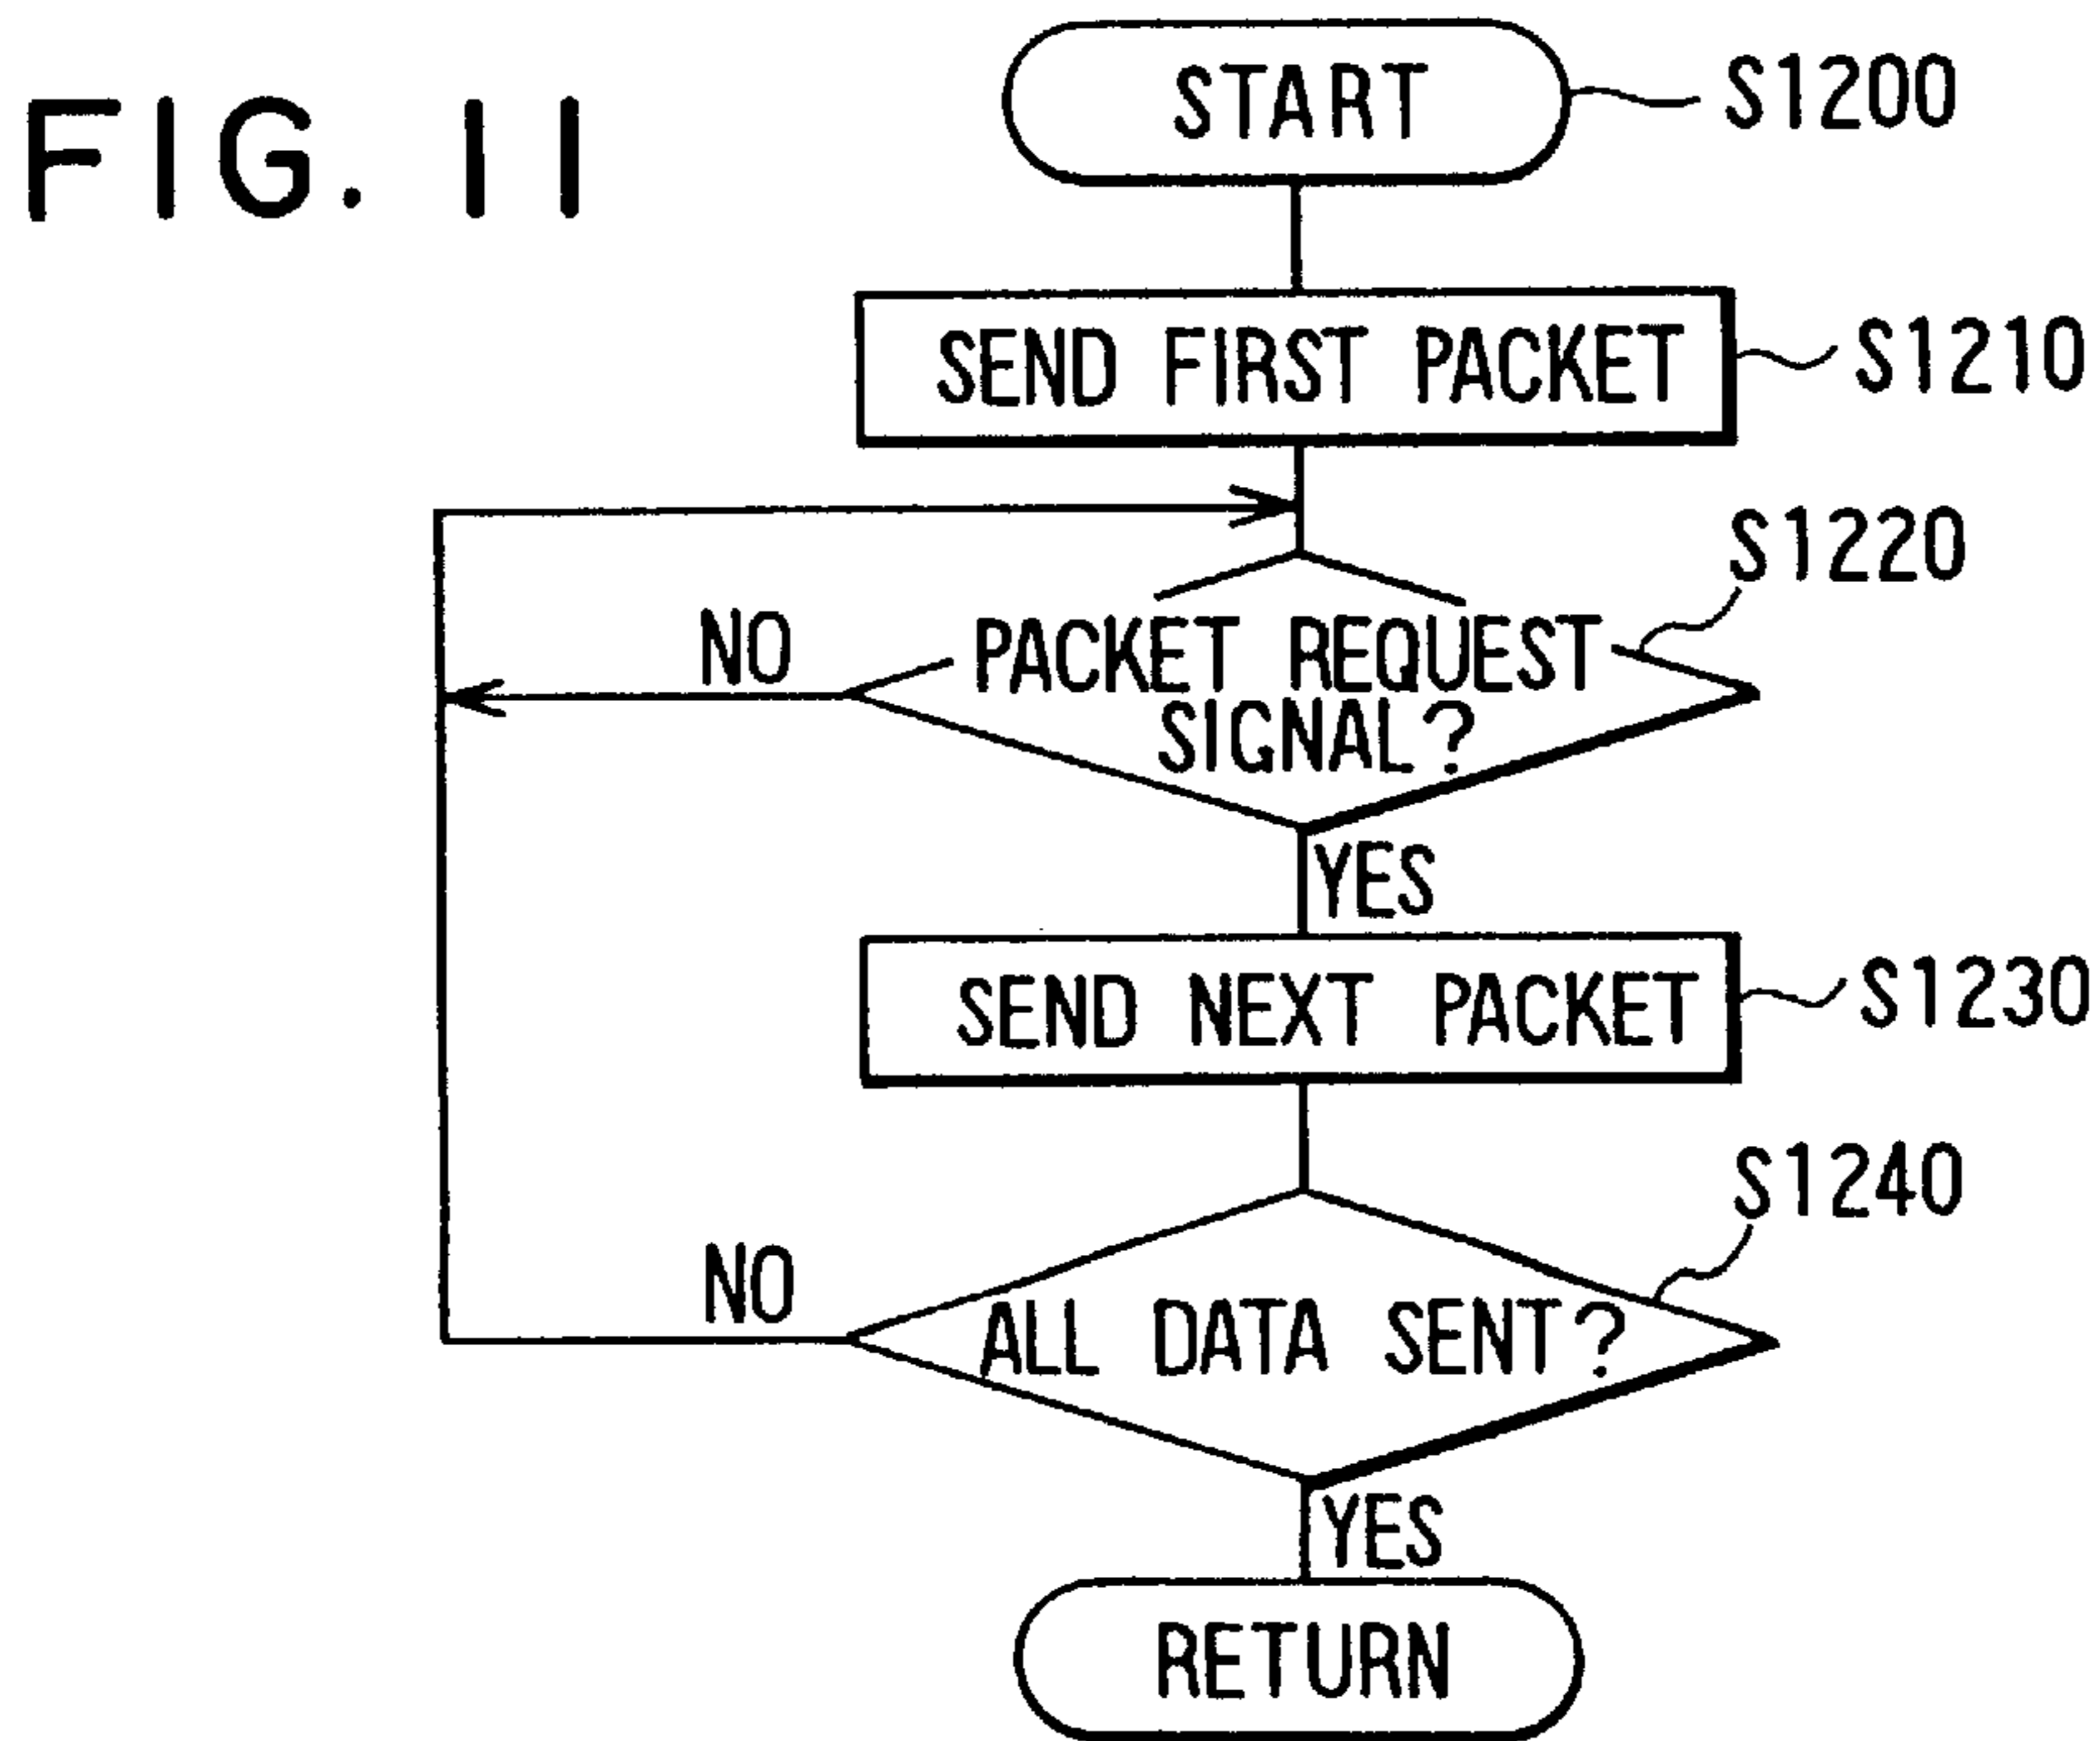 FIG. 11
START
S1200
SEND FIRST PACKET
S1210
S1220
NO
PACKET REQUEST
SIGNAL?
YES
SEND NEXT PACKET
S1230
S1240
NO
ALL DATA SENT?
YES
RETURN